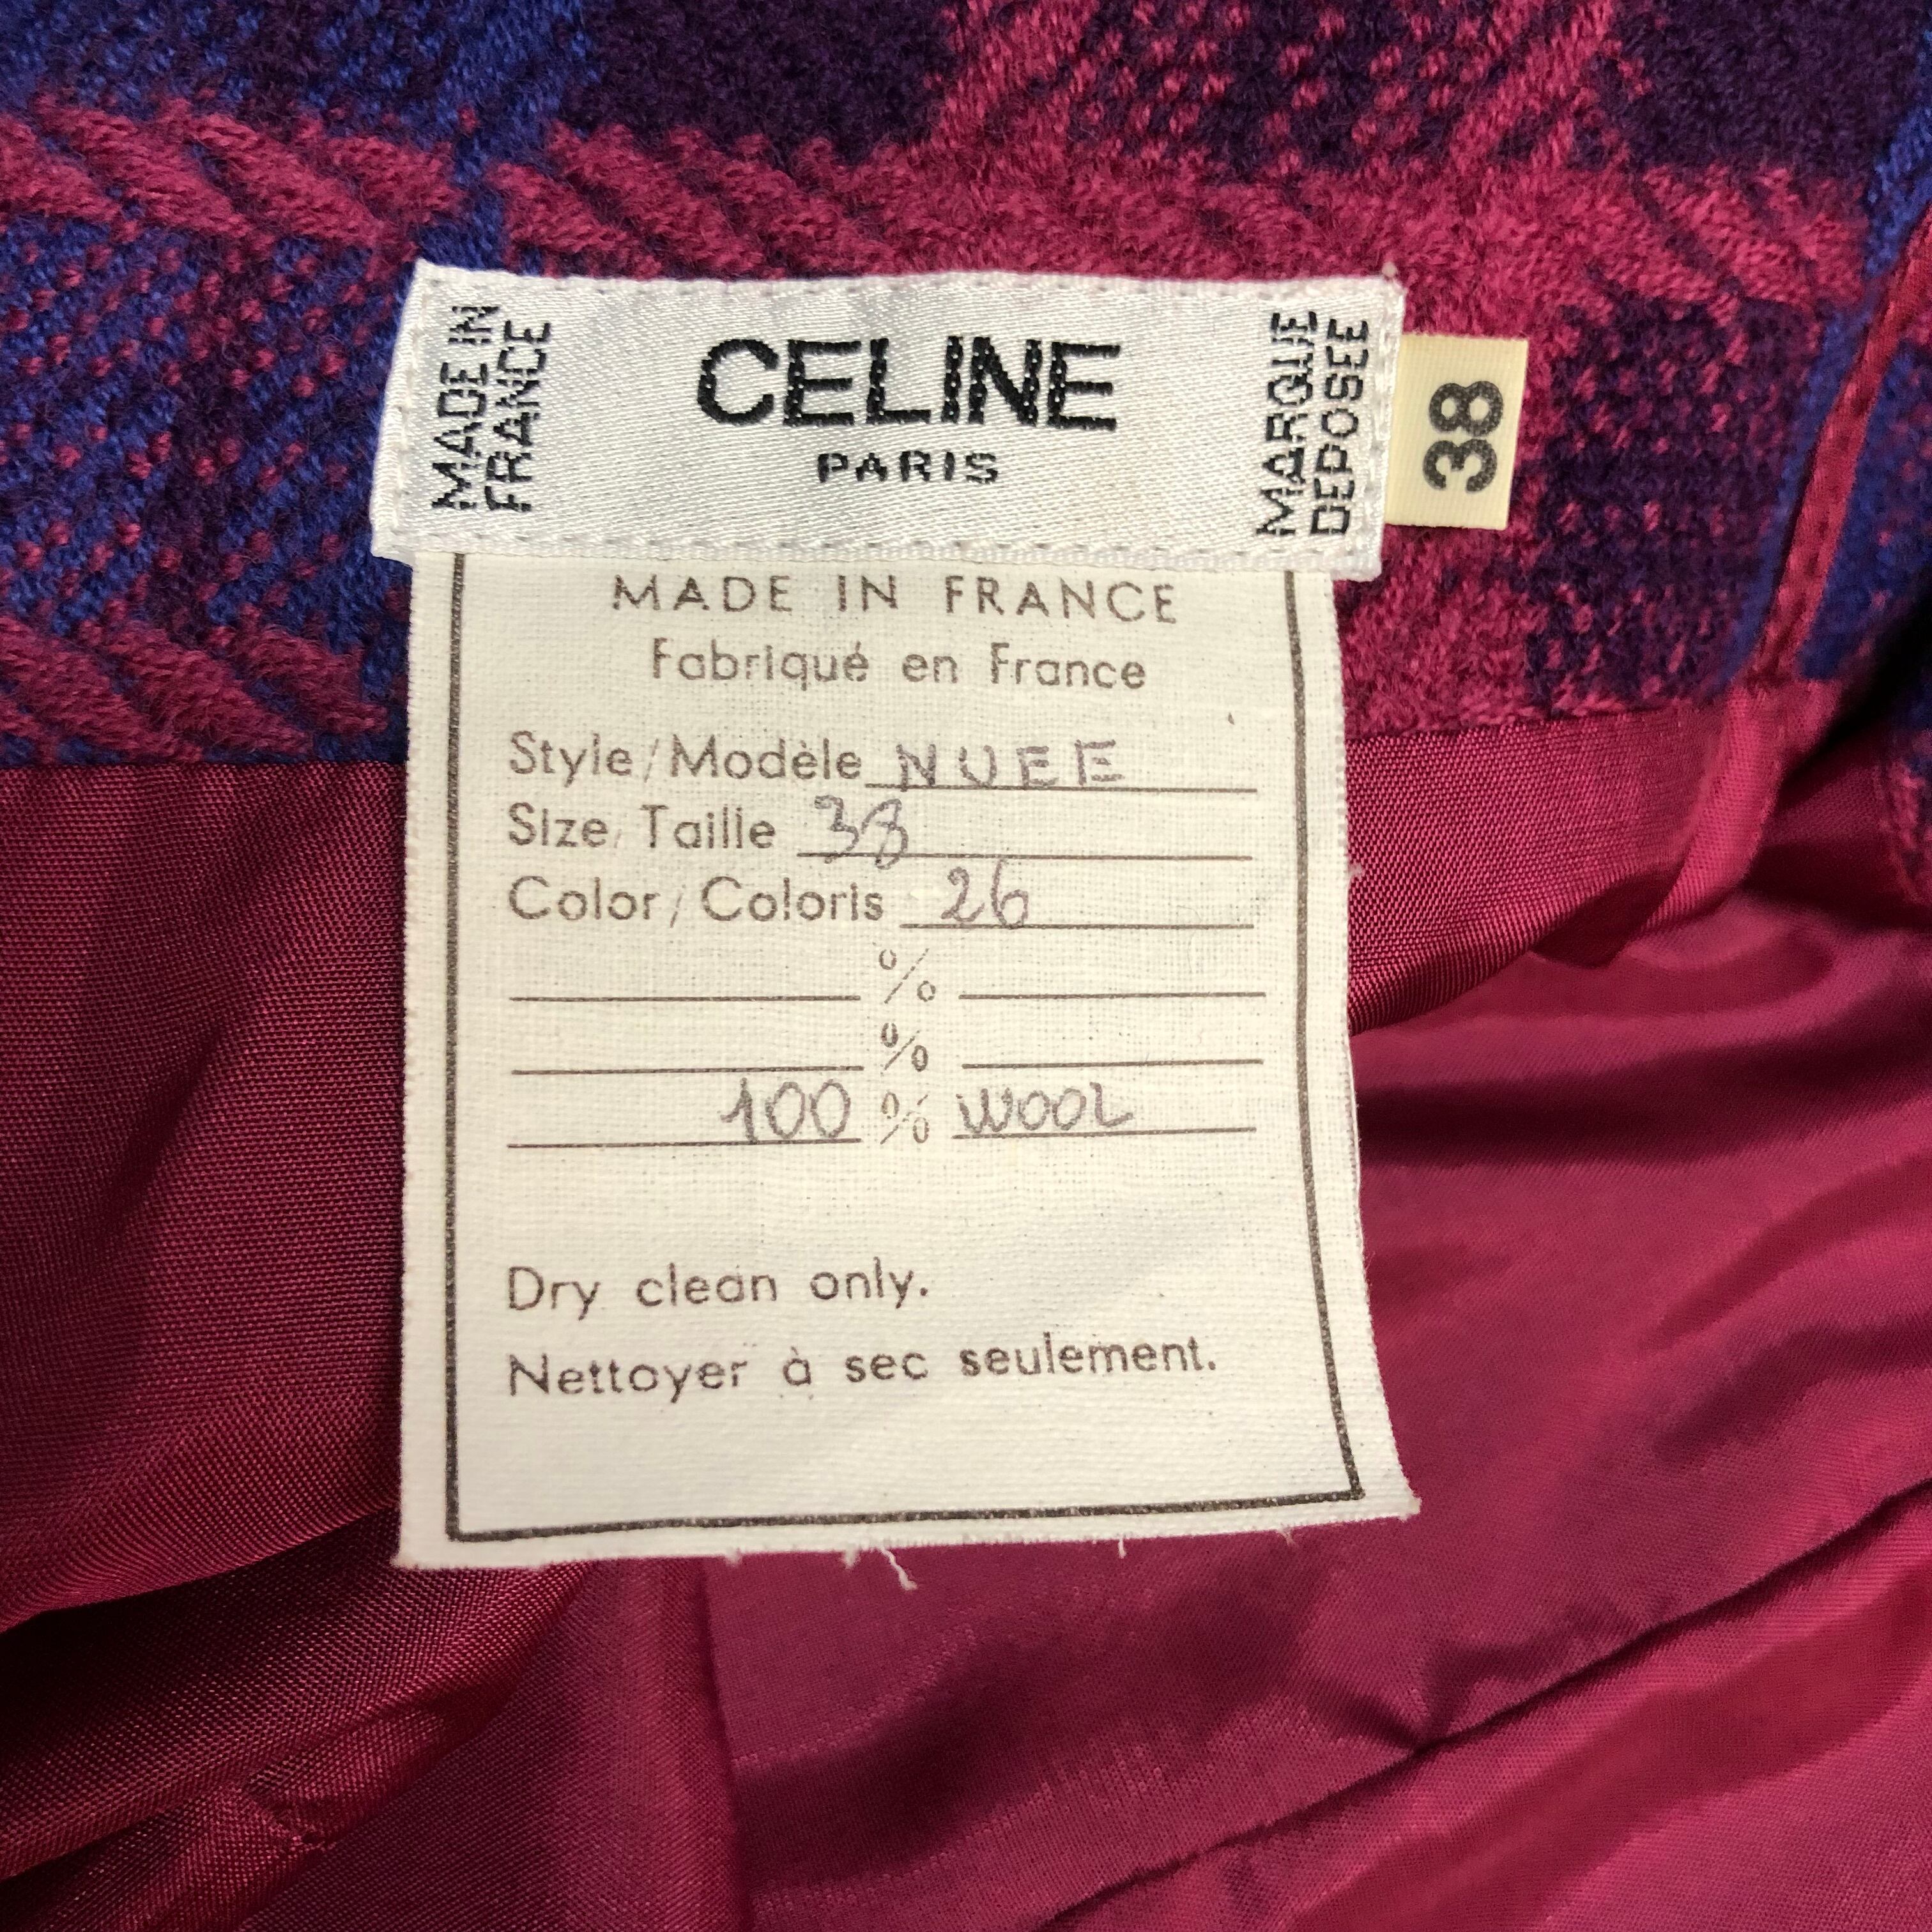 MADE IN
FRANCE
CELINE
PARIS
MARQUE
DEPOSEE
38
MADE IN FRANCE
Fabriqué en France
Style/Modèle NUEE
Size/Taille 38
Color/Coloris 26
%
%
100 % WOOL
Dry clean only.
Nettoyer à sec seulement.